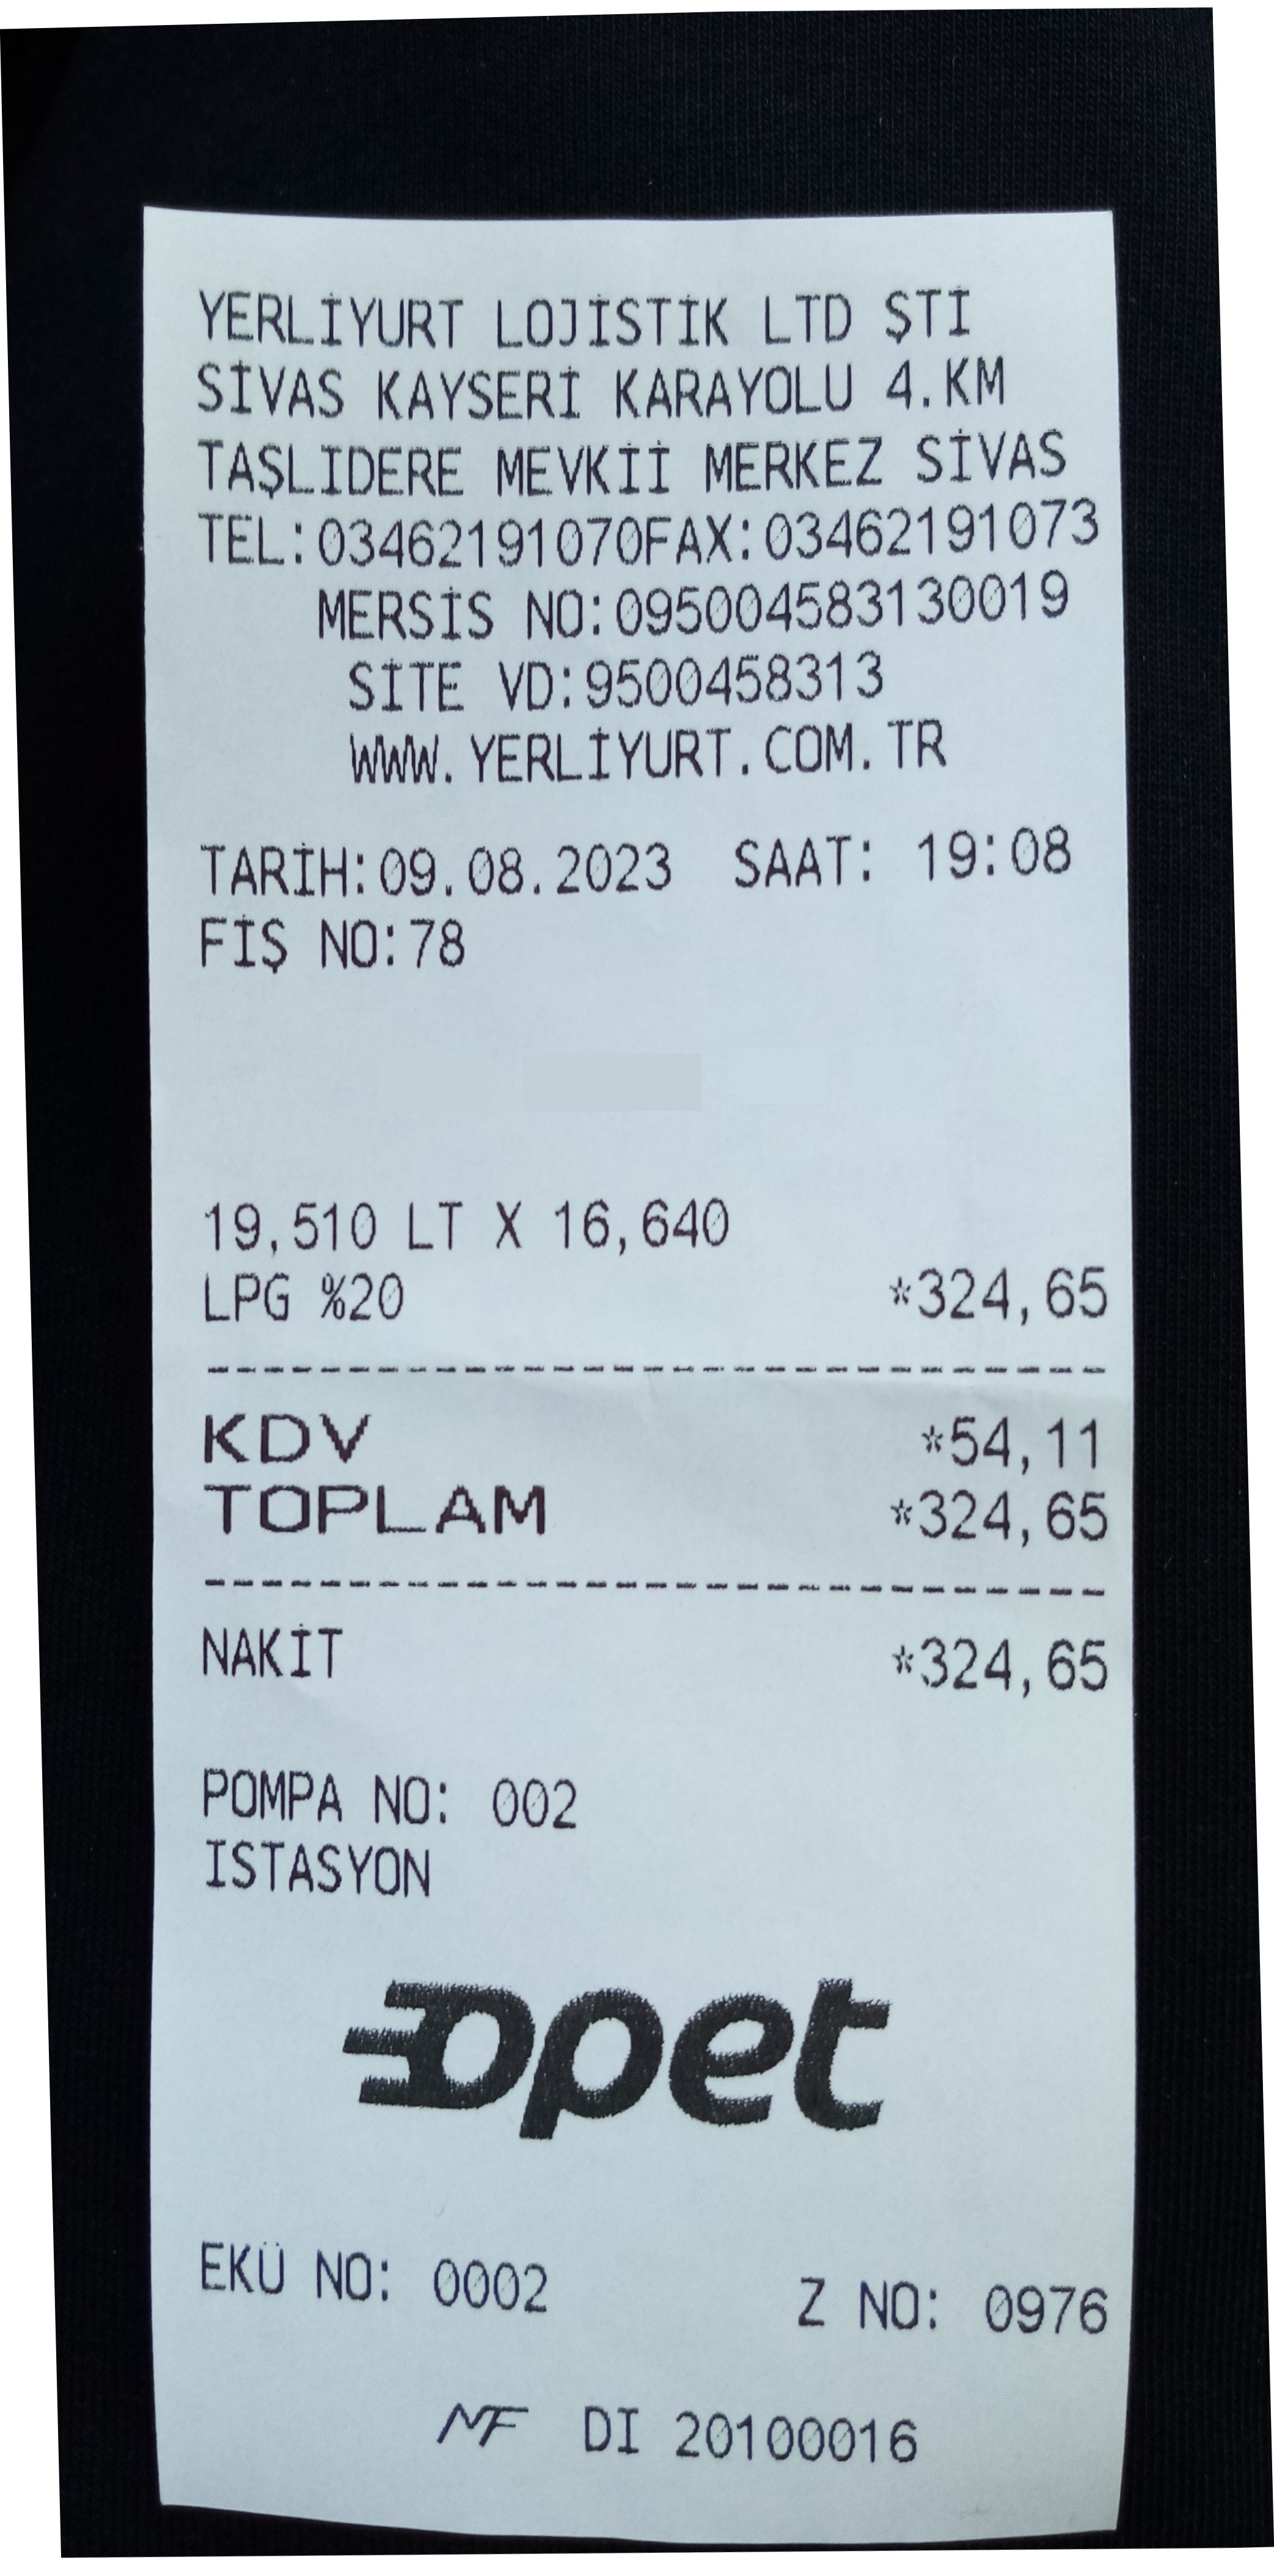 YERLİYURT LOJİSTİK LTD ŞTİ
SİVAS KAYSERİ KARAYOLU 4.KM
TAŞLIDERE MEVKİİ MERKEZ SİVAS
TEL:03462191070FAX:03462191073
MERSİS NO:095004583130019
SİTE VD:9500458313
WWW.YERLİYURT.COM.TR
TARİH:09.08.2023 SAAT: 19:08
FİŞ NO:78
19,510 LT X 16,640
LPG %20 *324,65
KDV *54,11
TOPLAM *324,65
NAKİT *324,65
POMPA NO: 002
ISTASYON
opet
EKÜ NO: 0002 Z NO: 0976
MF DI 20100016